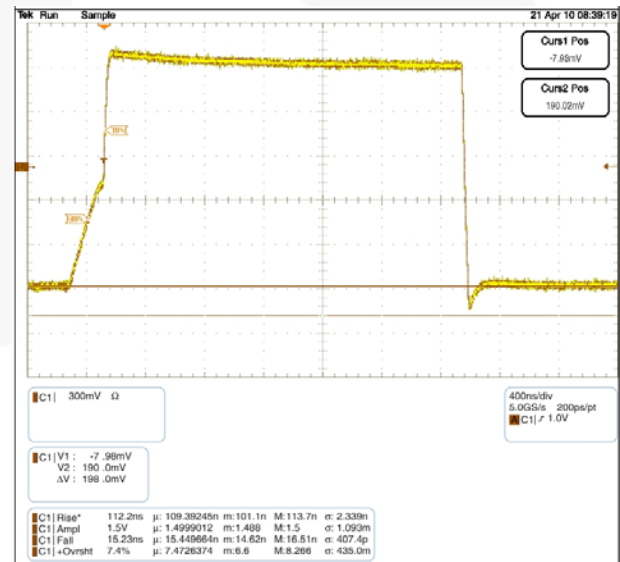 Tek Run Sample 21 Apr 10 08:39:19
Curs1 Pos
-7.98mV
Curs2 Pos
190.02mV
C1 300mV Ω
400ns/div
5.0GS/s 200ps/pt
A C1 1.0V
C1 V1 : -7 .98mV
V2 : 190 .0mV
ΔV : 198 .0mV
C1 Rise* 112.2ns µ: 109.39245n m:101.1n M:113.7n σ: 2.339n
C1 Ampl 1.5V µ: 1.4999012 m:1.488 M:1.5 σ: 1.093m
C1 Fall 15.23ns µ: 15.449664n m:14.62n M:16.51n σ: 407.4p
C1 +Ovrsht 7.4% µ: 7.4726374 m:6.6 M:8.266 σ: 435.0m